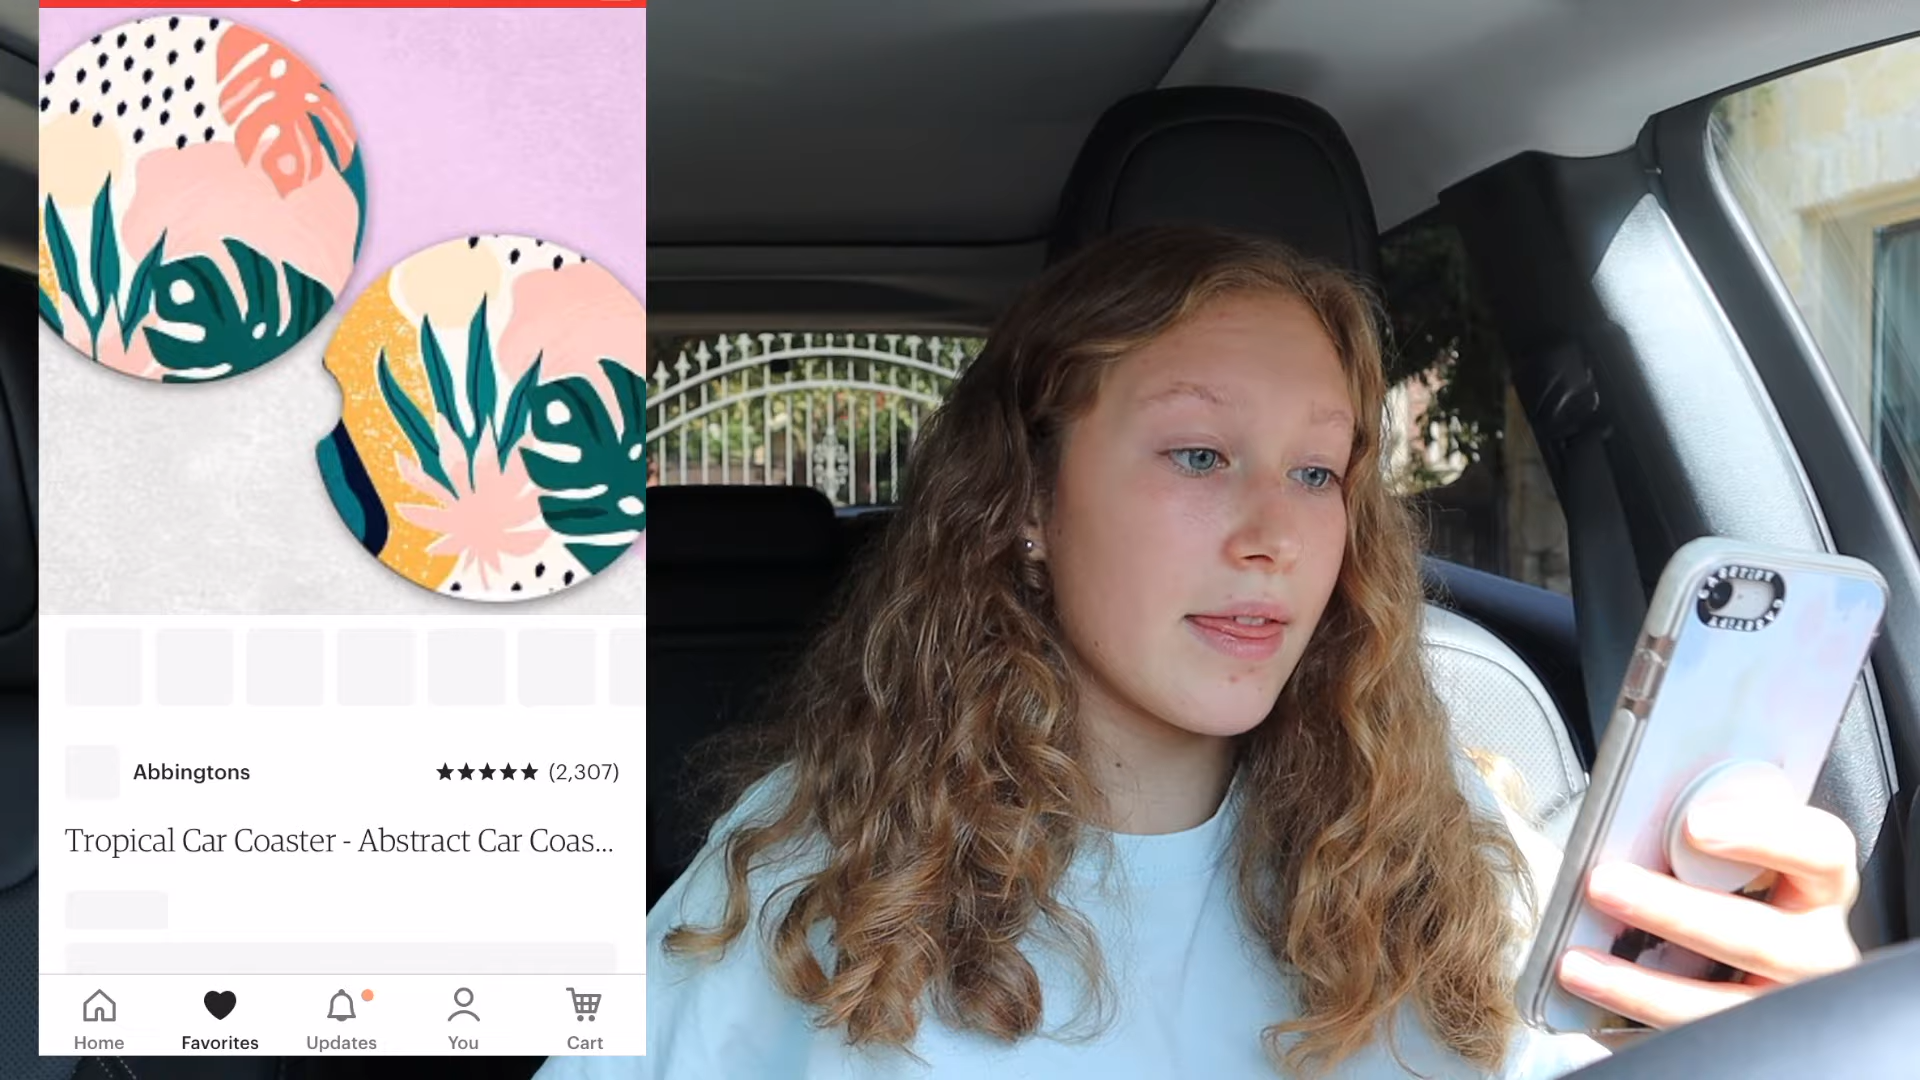 Abbingtons
(2,307)
Tropical Car Coaster - Abstract Car Coas...
Home
Favorites
Updates
You
Cart